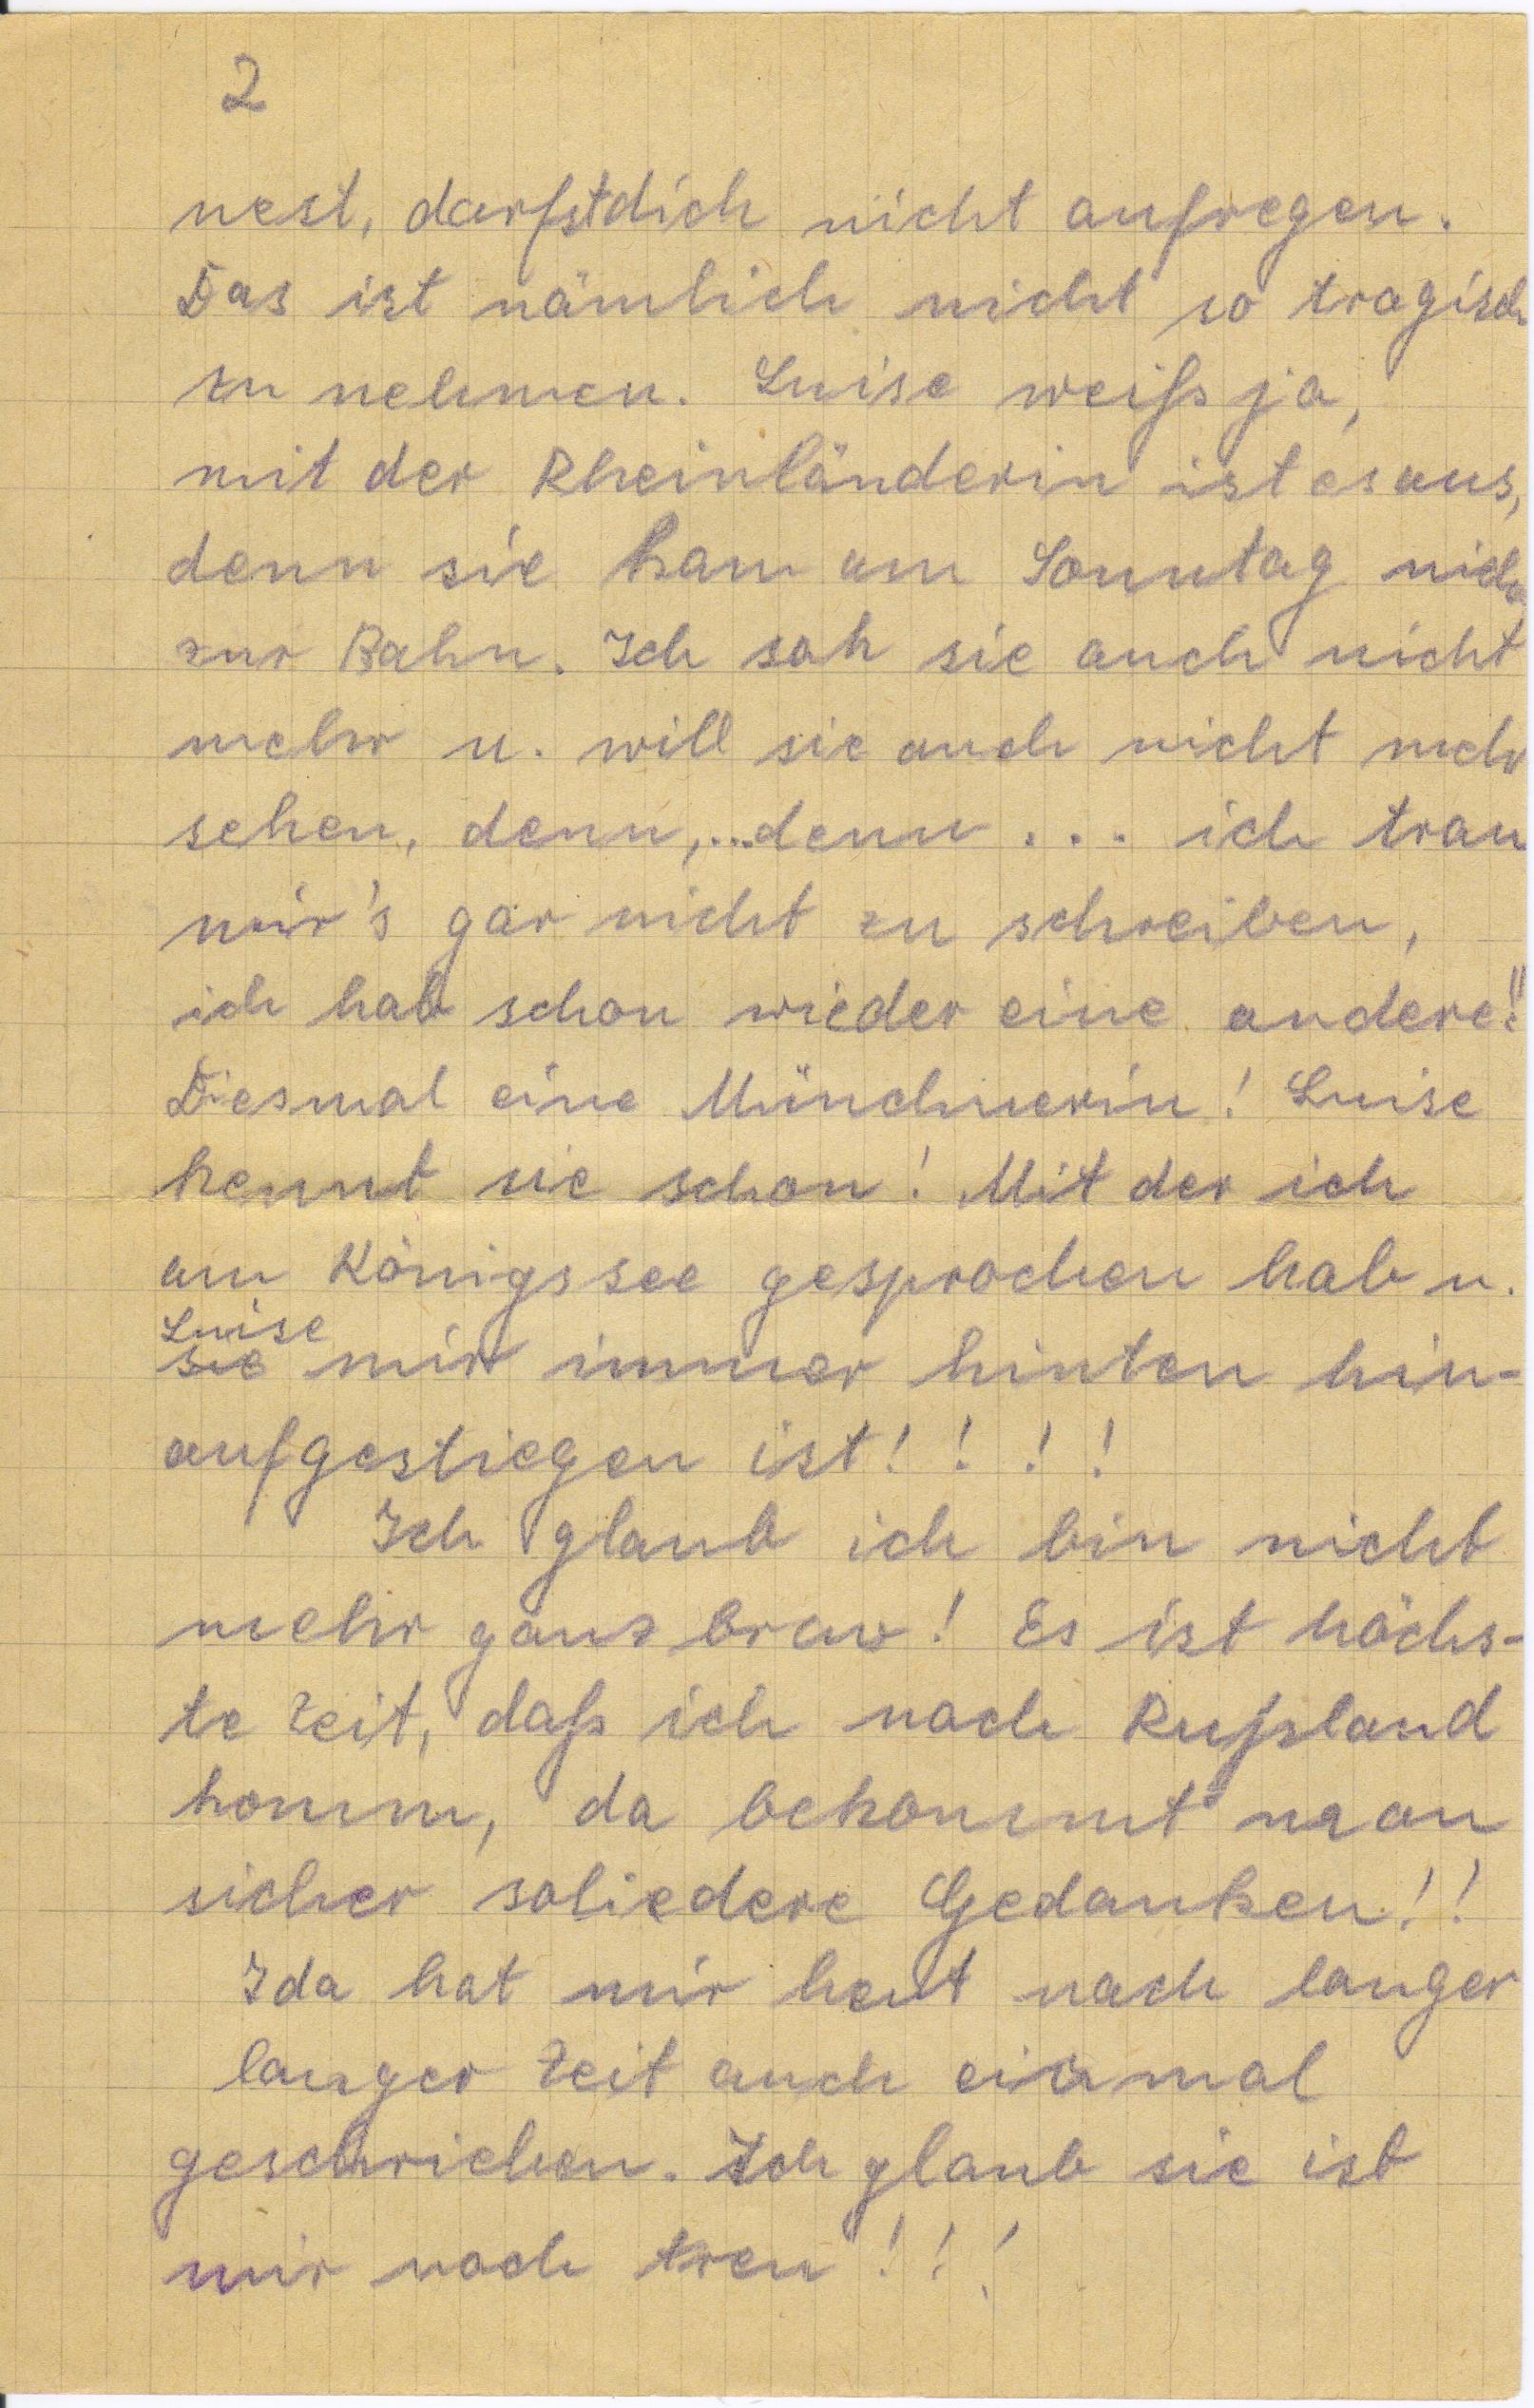 2
nest, darfst dich nicht aufregen.
Das ist nämlich nicht so tragisch
zu nehmen. Luise weiß ja,
mit der Rheinländerin ist es aus,
denn sie kam am Sonntag nicht
zur Bahn. Ich sah sie auch nicht
mehr u. will sie auch nicht mehr
sehen, denn,... denn . . . ich trau
mir's gar nicht zu schreiben,
ich hab schon wieder eine andere!!
Diesmal eine Münchnerin! Luise
kennt sie schon! Mit der ich
am Königssee gesprochen hab u.
Luise
sie mir immer hinten hin-
aufgestiegen ist! ! ! !
Ich glaub ich bin nicht
mehr ganz brav! Es ist höchs-
te Zeit, daß ich nach Rußland
komm, da bekommt man
sicher soliedere Gedanken!!
Ida hat mir heut nach langer
langer Zeit auch einmal
geschrieben. Ich glaub sie ist
mir noch treu!!!